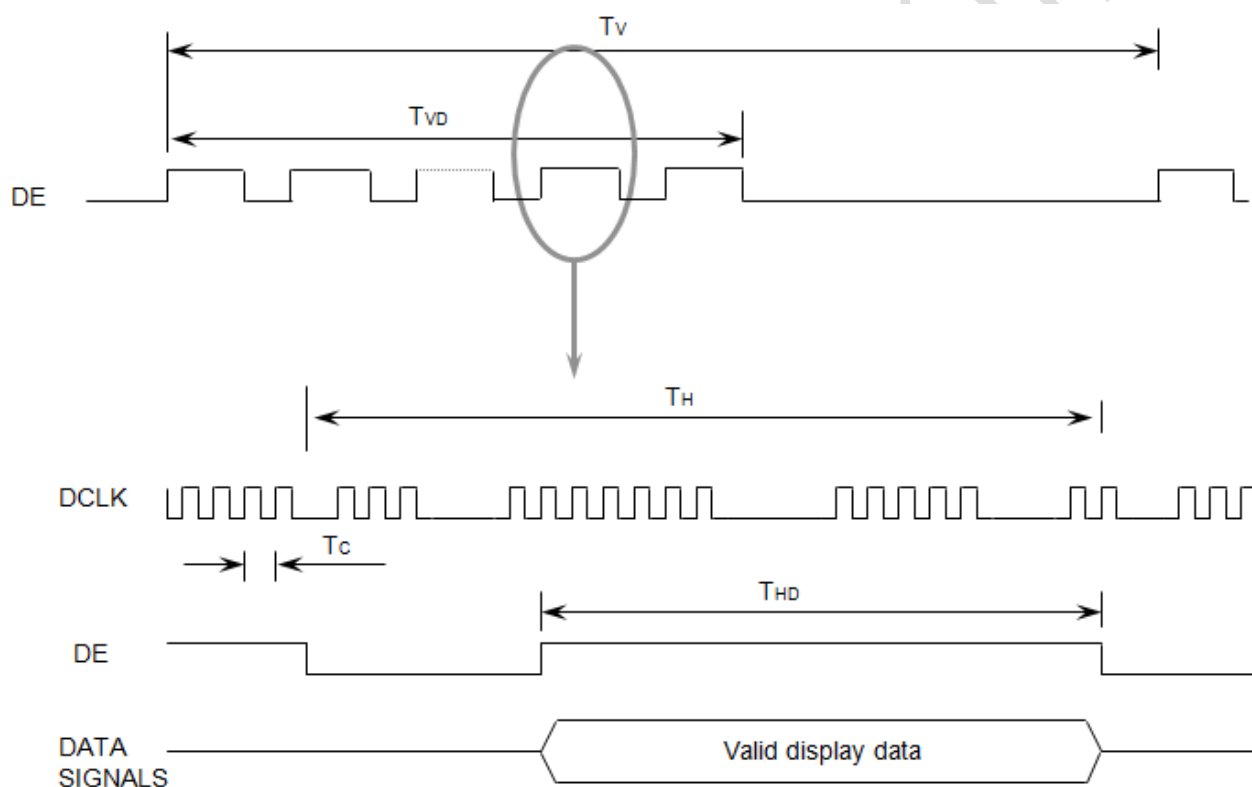 TV
TVD
DE
TH
DCLK
TC
THD
DE
Valid display data
DATA
SIGNALS